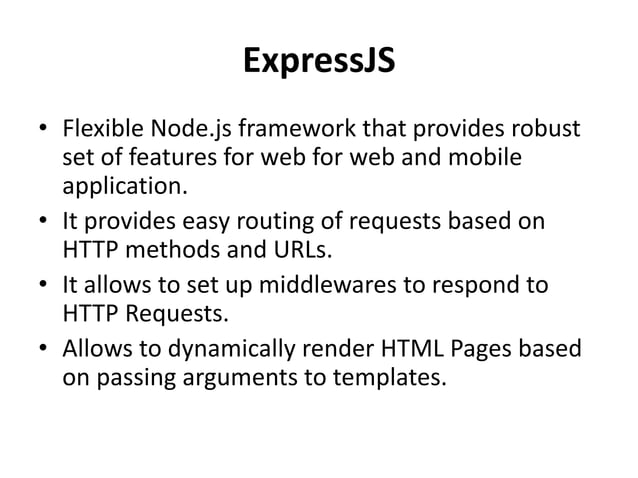 ExpressJS
• Flexible Node.js framework that provides robust
set of features for web for web and mobile
application.
• It provides easy routing of requests based on
HTTP methods and URLs.
• It allows to set up middlewares to respond to
HTTP Requests.
• Allows to dynamically render HTML Pages based
on passing arguments to templates.